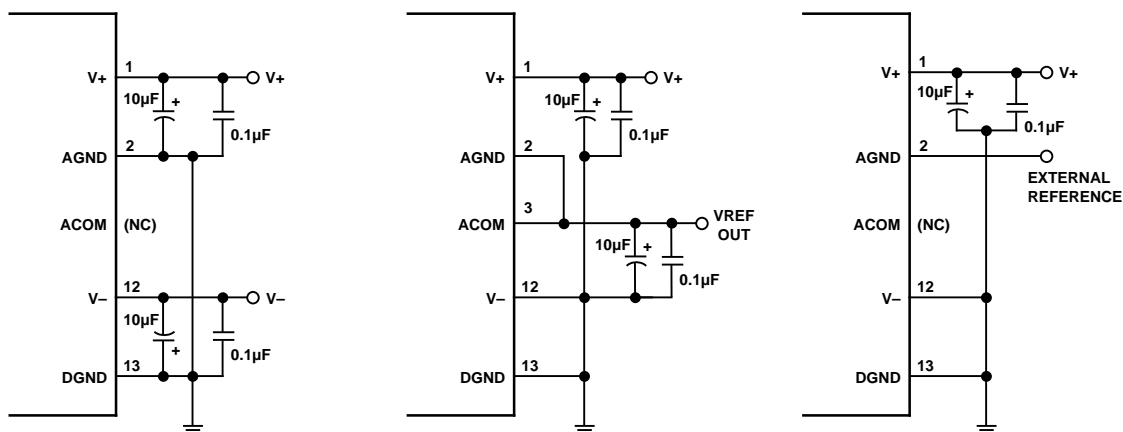 V+ 1 V+
10µF +
0.1µF
AGND 2
ACOM (NC)
V– 12 V–
10µF +
0.1µF
DGND 13
V+ 1 V+
10µF +
0.1µF
AGND 2
ACOM 3 VREF
OUT
10µF +
0.1µF
V– 12
DGND 13
V+ 1 V+
10µF +
0.1µF
AGND 2
EXTERNAL
REFERENCE
ACOM (NC)
V– 12
DGND 13